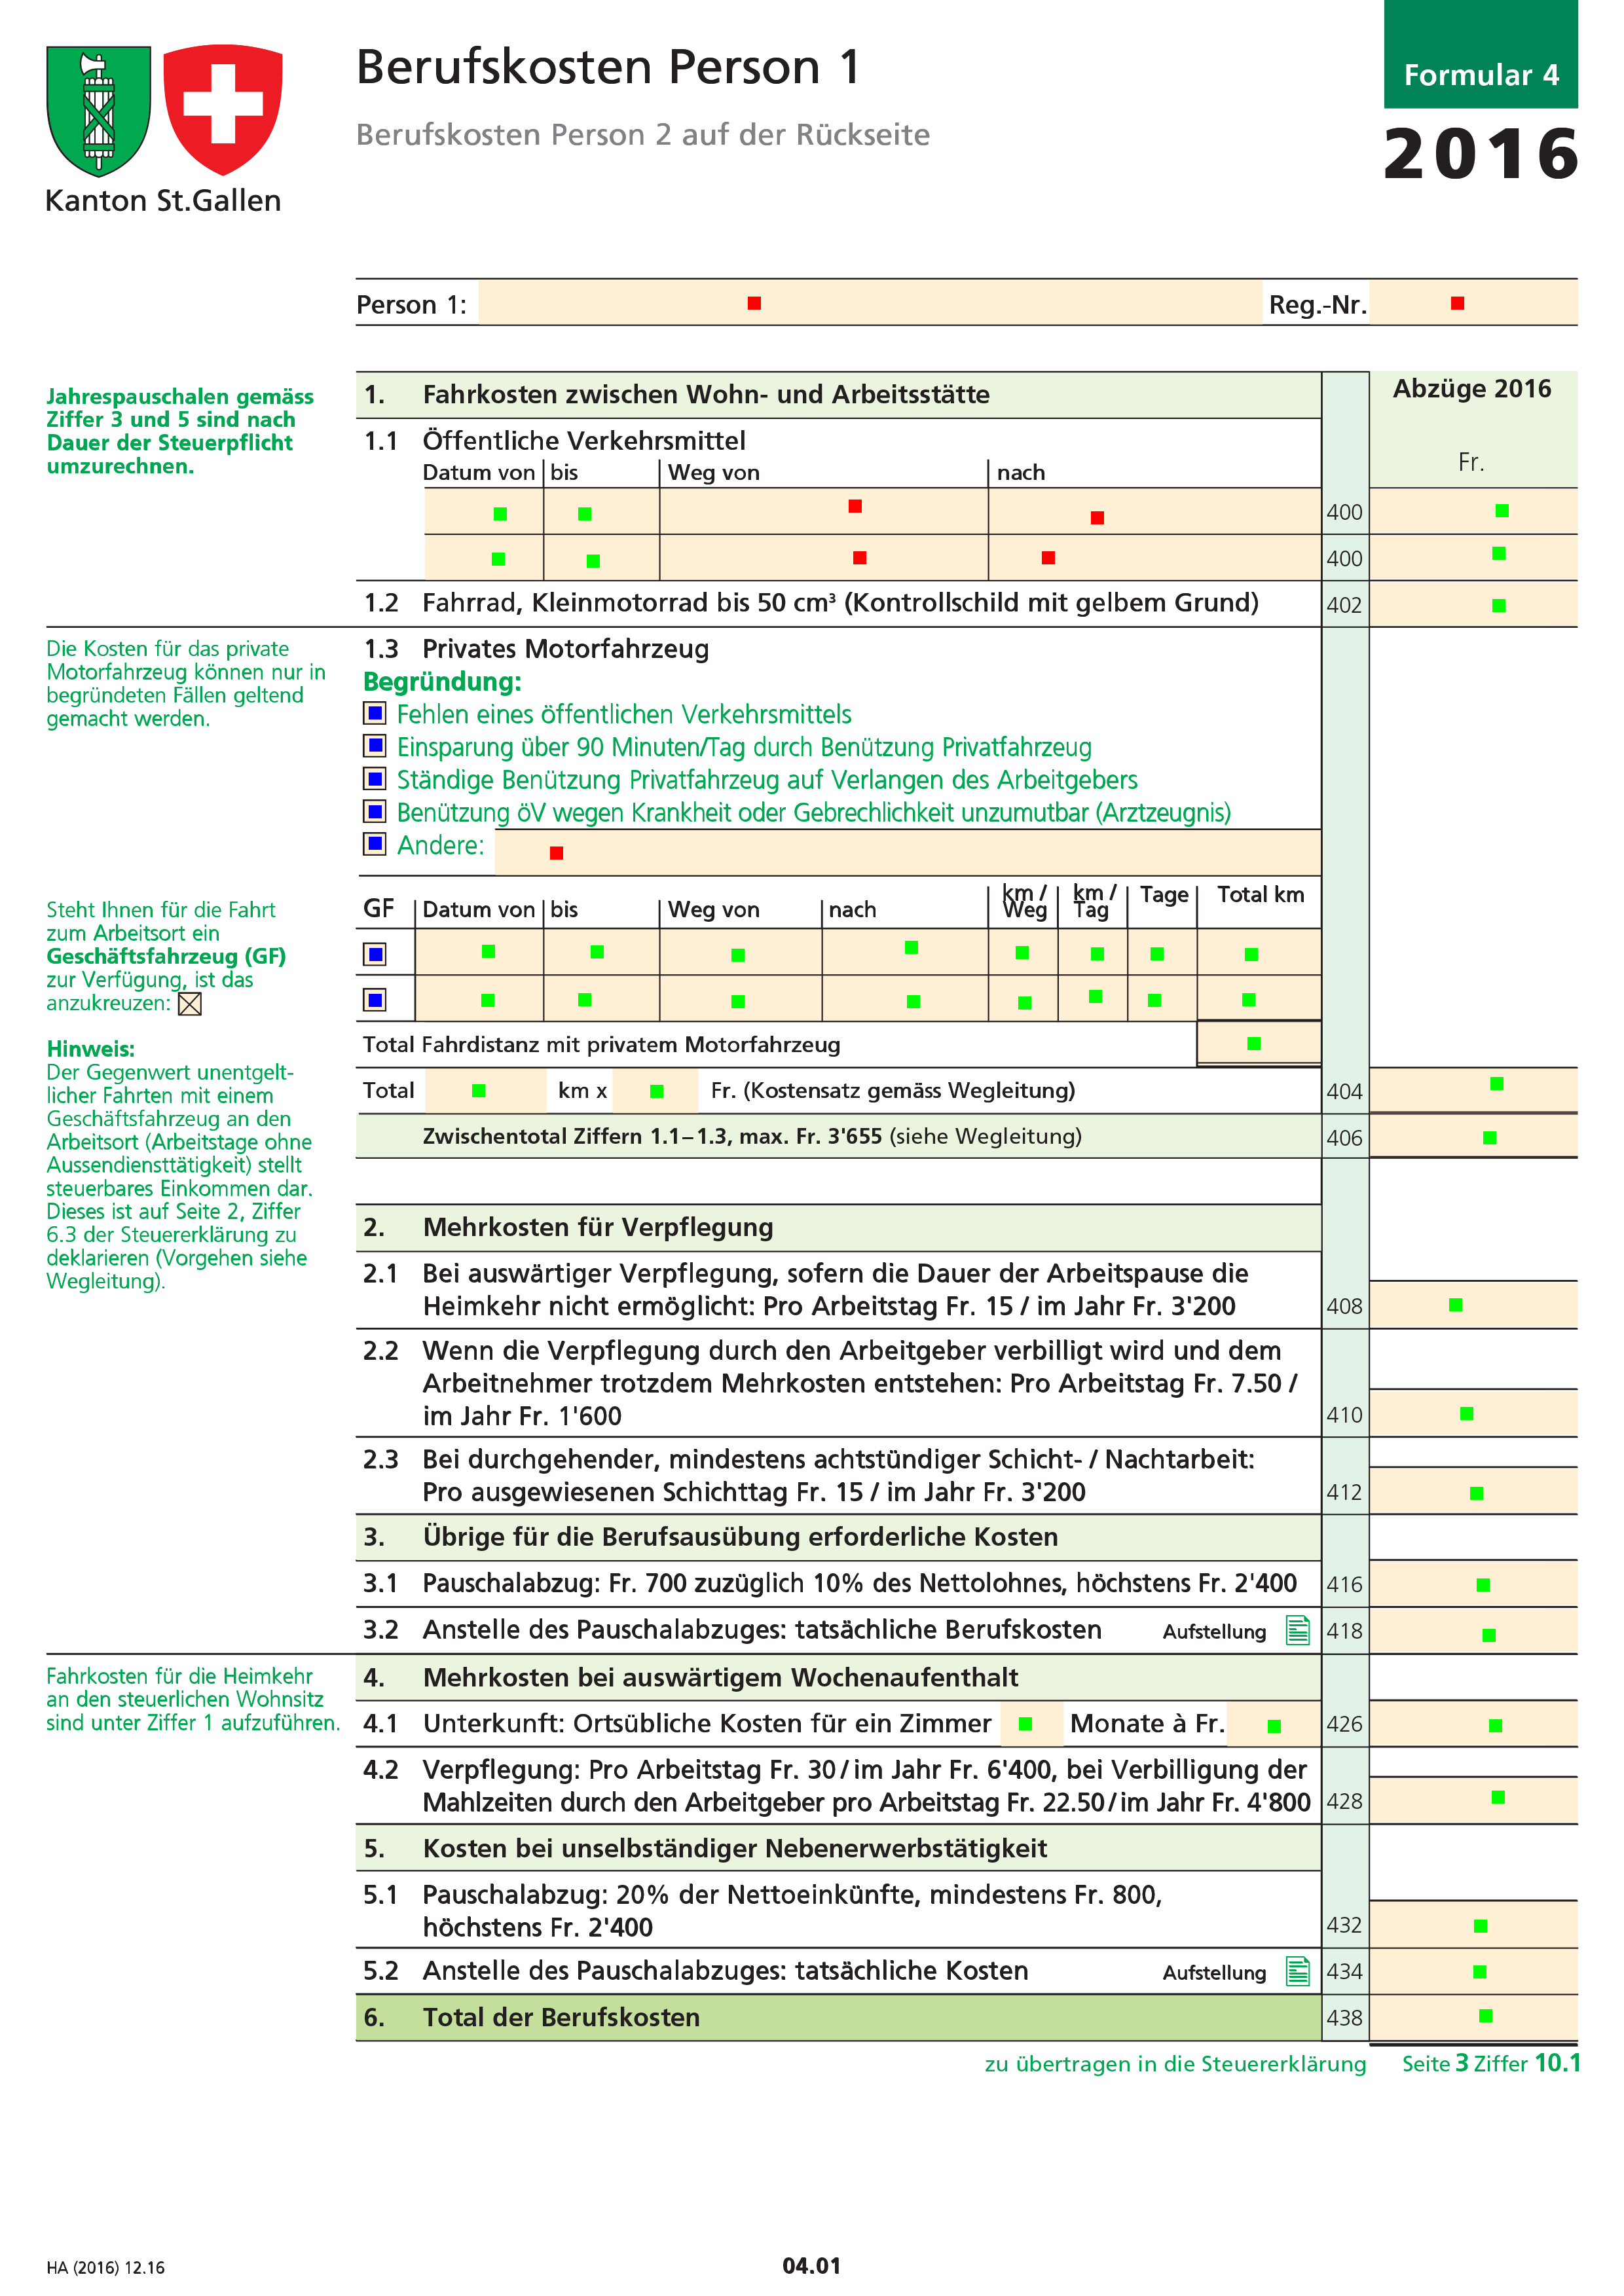 Berufskosten Person 1
Berufskosten Person 2 auf der Rückseite
Formular 4
2016
Kanton St.Gallen
Person 1: Reg.-Nr.
Jahrespauschalen gemäss
Ziffer 3 und 5 sind nach
Dauer der Steuerpflicht
umzurechnen.
1. Fahrkosten zwischen Wohn- und Arbeitsstätte Abzüge 2016
1.1 Öffentliche Verkehrsmittel Fr.
Datum von bis Weg von nach
400
400
1.2 Fahrrad, Kleinmotorrad bis 50 cm³ (Kontrollschild mit gelbem Grund) 402
Die Kosten für das private
Motorfahrzeug können nur in
begründeten Fällen geltend
gemacht werden.
1.3 Privates Motorfahrzeug
Begründung:
Fehlen eines öffentlichen Verkehrsmittels
Einsparung über 90 Minuten/Tag durch Benützung Privatfahrzeug
Ständige Benützung Privatfahrzeug auf Verlangen des Arbeitgebers
Benützung öV wegen Krankheit oder Gebrechlichkeit unzumutbar (Arztzeugnis)
Andere:
Steht Ihnen für die Fahrt
zum Arbeitsort ein
Geschäftsfahrzeug (GF)
zur Verfügung, ist das
anzukreuzen:
GF Datum von bis Weg von nach km / Weg km / Tag Tage Total km
Total Fahrdistanz mit privatem Motorfahrzeug
Total km x Fr. (Kostensatz gemäss Wegleitung) 404
Zwischentotal Ziffern 1.1–1.3, max. Fr. 3'655 (siehe Wegleitung) 406
Hinweis:
Der Gegenwert unentgelt-
licher Fahrten mit einem
Geschäftsfahrzeug an den
Arbeitsort (Arbeitstage ohne
Aussendiensttätigkeit) stellt
steuerbares Einkommen dar.
Dieses ist auf Seite 2, Ziffer
6.3 der Steuererklärung zu
deklarieren (Vorgehen siehe
Wegleitung).
2. Mehrkosten für Verpflegung
2.1 Bei auswärtiger Verpflegung, sofern die Dauer der Arbeitspause die
Heimkehr nicht ermöglicht: Pro Arbeitstag Fr. 15 / im Jahr Fr. 3'200 408
2.2 Wenn die Verpflegung durch den Arbeitgeber verbilligt wird und dem
Arbeitnehmer trotzdem Mehrkosten entstehen: Pro Arbeitstag Fr. 7.50 /
im Jahr Fr. 1'600 410
2.3 Bei durchgehender, mindestens achtstündiger Schicht- / Nachtarbeit:
Pro ausgewiesenen Schichttag Fr. 15 / im Jahr Fr. 3'200 412
3. Übrige für die Berufsausübung erforderliche Kosten
3.1 Pauschalabzug: Fr. 700 zuzüglich 10% des Nettolohnes, höchstens Fr. 2'400 416
3.2 Anstelle des Pauschalabzuges: tatsächliche Berufskosten Aufstellung 418
Fahrkosten für die Heimkehr
an den steuerlichen Wohnsitz
sind unter Ziffer 1 aufzuführen.
4. Mehrkosten bei auswärtigem Wochenaufenthalt
4.1 Unterkunft: Ortsübliche Kosten für ein Zimmer Monate à Fr. 426
4.2 Verpflegung: Pro Arbeitstag Fr. 30 / im Jahr Fr. 6'400, bei Verbilligung der
Mahlzeiten durch den Arbeitgeber pro Arbeitstag Fr. 22.50 / im Jahr Fr. 4'800 428
5. Kosten bei unselbständiger Nebenerwerbstätigkeit
5.1 Pauschalabzug: 20% der Nettoeinkünfte, mindestens Fr. 800,
höchstens Fr. 2'400 432
5.2 Anstelle des Pauschalabzuges: tatsächliche Kosten Aufstellung 434
6. Total der Berufskosten 438
zu übertragen in die Steuererklärung Seite 3 Ziffer 10.1
HA (2016) 12.16 04.01